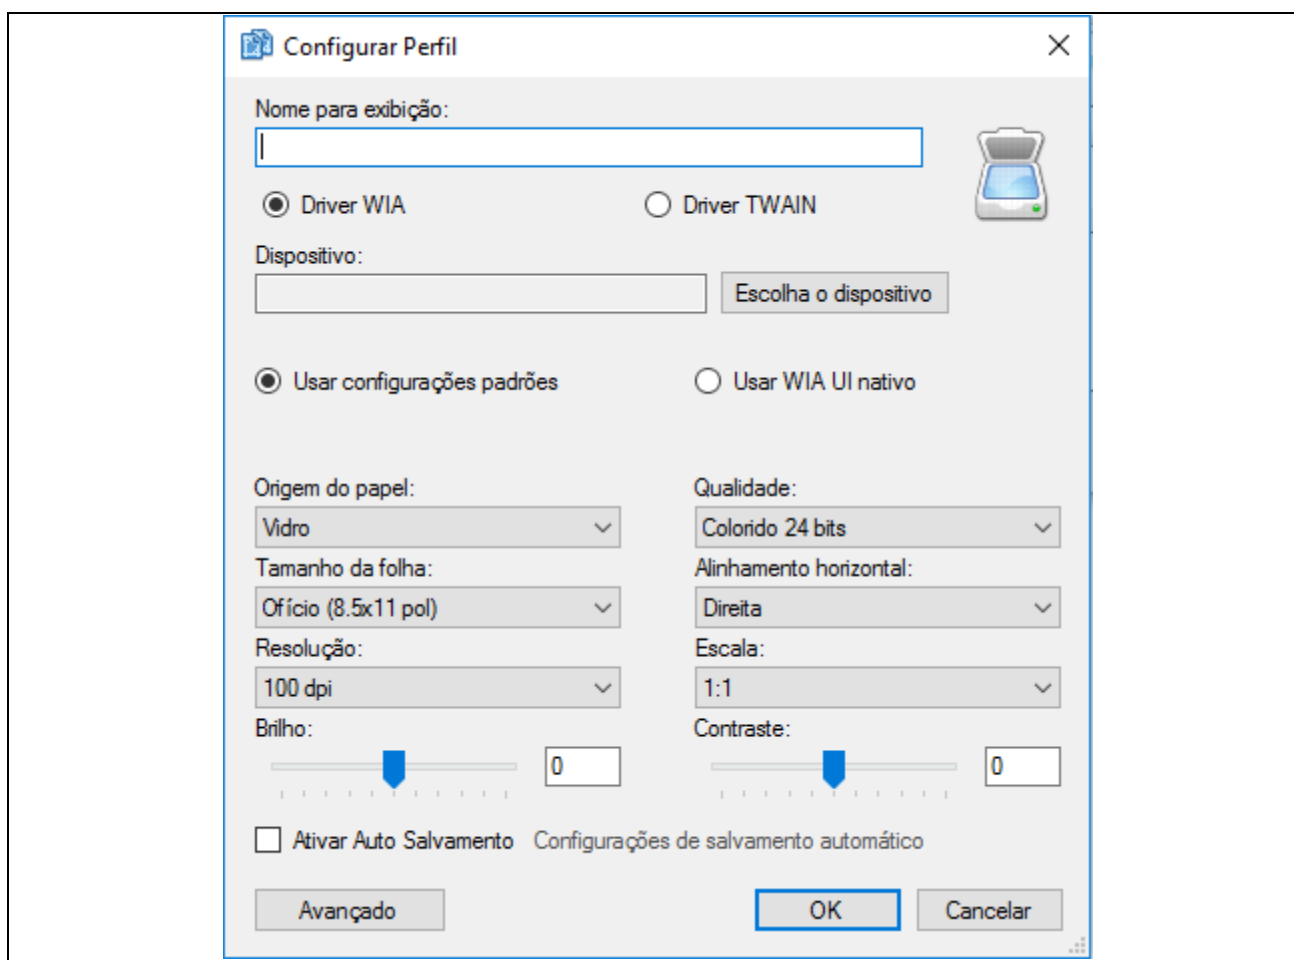 Configurar Perfil
Nome para exibição:
Driver WIA Driver TWAIN
Dispositivo:
Escolha o dispositivo
Usar configurações padrões Usar WIA UI nativo
Origem do papel: Qualidade:
Vidro Colorido 24 bits
Tamanho da folha: Alinhamento horizontal:
Ofício (8.5x11 pol) Direita
Resolução: Escala:
100 dpi 1:1
Brilho: Contraste:
0 0
Ativar Auto Salvamento Configurações de salvamento automático
Avançado OK Cancelar